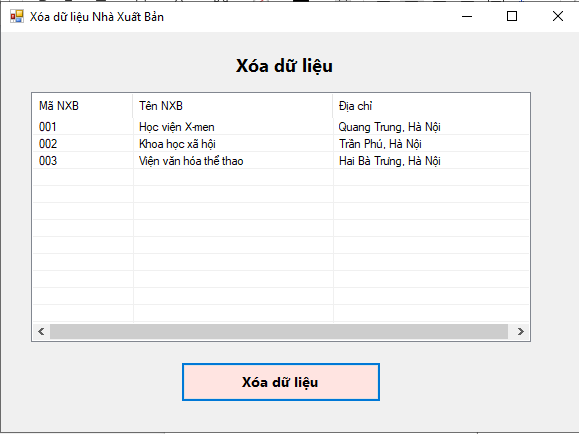 Xóa dữ liệu Nhà Xuất Bản
Xóa dữ liệu
Mã NXB Tên NXB Địa chỉ
001 Học viện X-men Quang Trung, Hà Nội
002 Khoa học xã hội Trần Phú, Hà Nội
003 Viện văn hóa thể thao Hai Bà Trưng, Hà Nội
Xóa dữ liệu